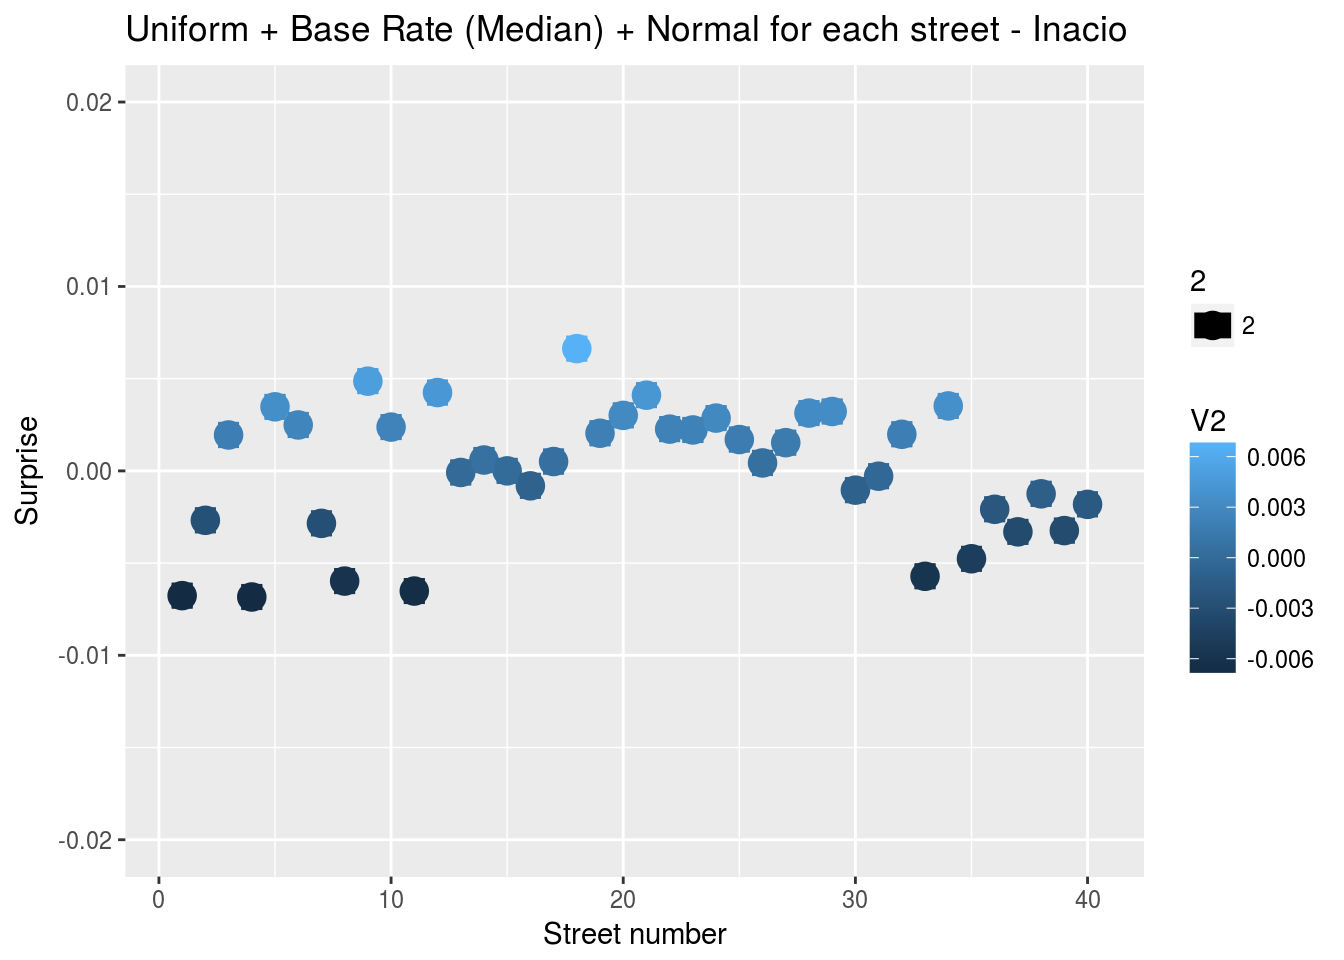 Uniform + Base Rate (Median) + Normal for each street - Inacio
0.02
0.01
0.00
-0.01
-0.02
Surprise
0 10 20 30 40
Street number
2
2
V2
0.006
0.003
0.000
-0.003
-0.006